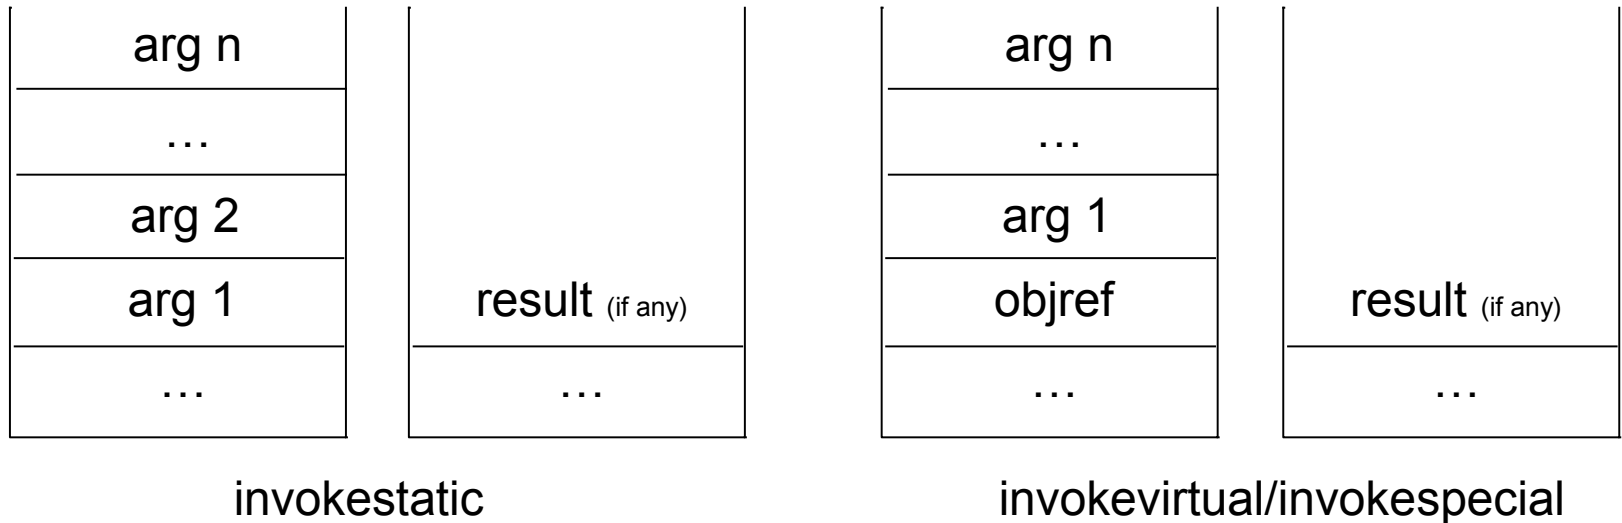 arg n
…
arg 2
arg 1
…
result (if any)
…
invokestatic
arg n
…
arg 1
objref
…
result (if any)
…
invokevirtual/invokespecial